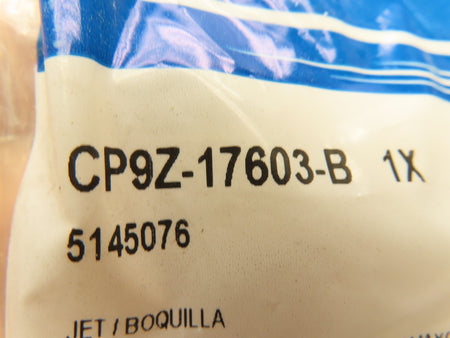 CP9Z-17603-B 1X
5145076
JET / BOQUILLA